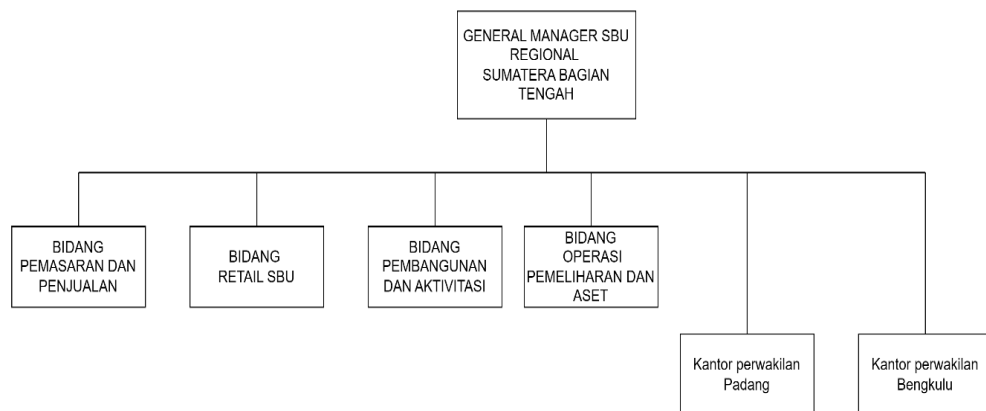 GENERAL MANAGER SBU
REGIONAL
SUMATERA BAGIAN
TENGAH
BIDANG
PEMASARAN DAN
PENJUALAN
BIDANG
RETAIL SBU
BIDANG
PEMBANGUNAN
DAN AKTIVITASI
BIDANG
OPERASI
PEMELIHARAN DAN
ASET
Kantor perwakilan
Padang
Kantor perwakilan
Bengkulu